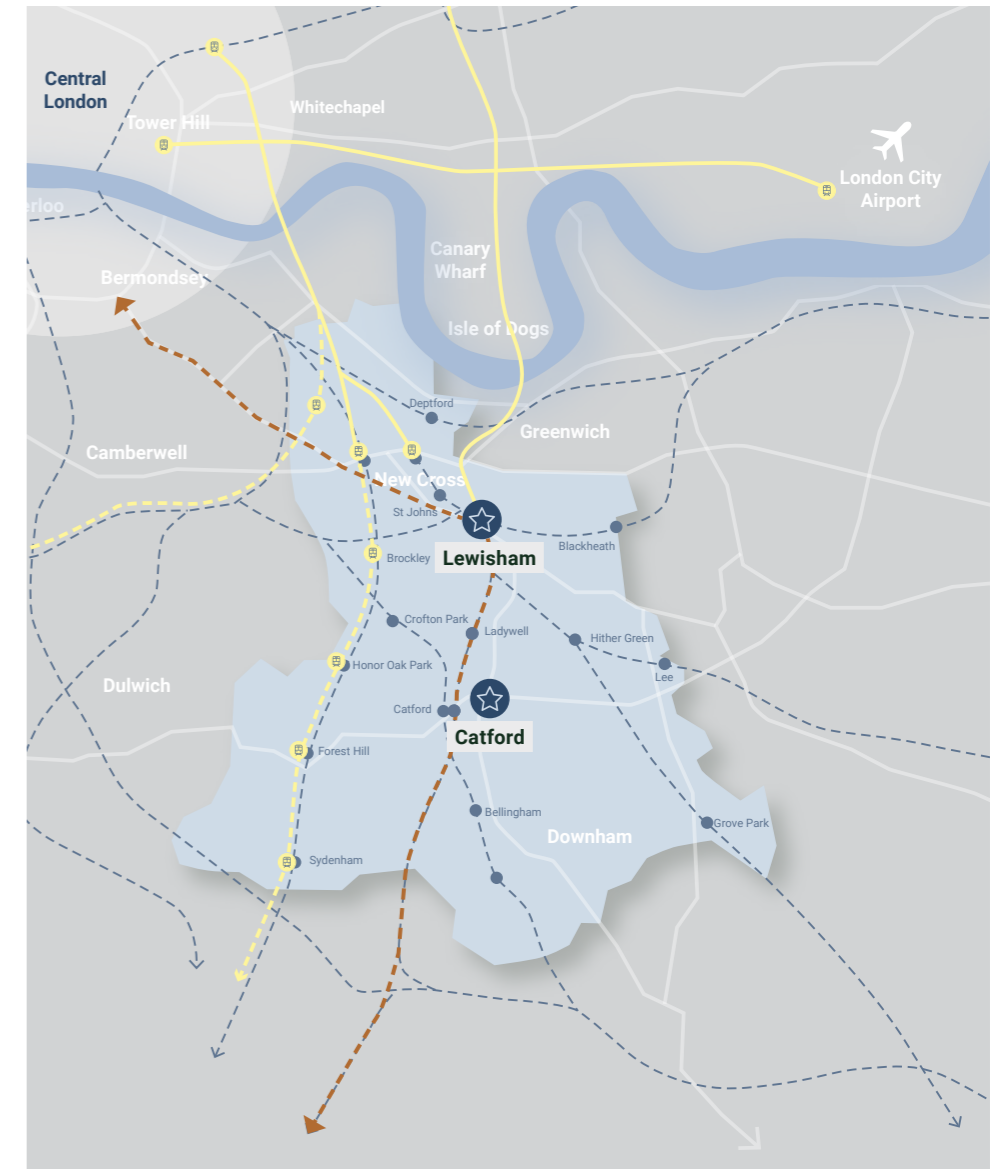 Central
London
Whitechapel
Tower Hill
London City
Airport
erloo
Canary
Wharf
Bermondsey
Isle of Dogs
Deptford
Greenwich
Camberwell
New Cross
St Johns
Blackheath
Brockley
Lewisham
Crofton Park
Ladywell
Hither Green
Honor Oak Park
Lee
Dulwich
Catford
Catford
Forest Hill
Bellingham
Grove Park
Downham
Sydenham